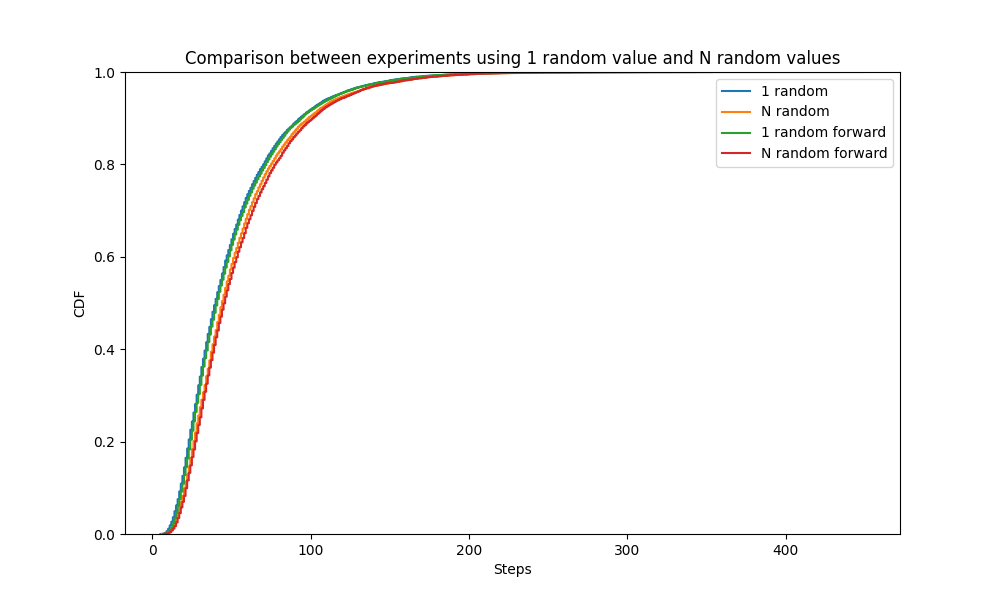 Comparison between experiments using 1 random value and N random values
1.0
0.8
0.6
0.4
0.2
0.0
CDF
1 random
N random
1 random forward
N random forward
0
100
200
300
400
Steps